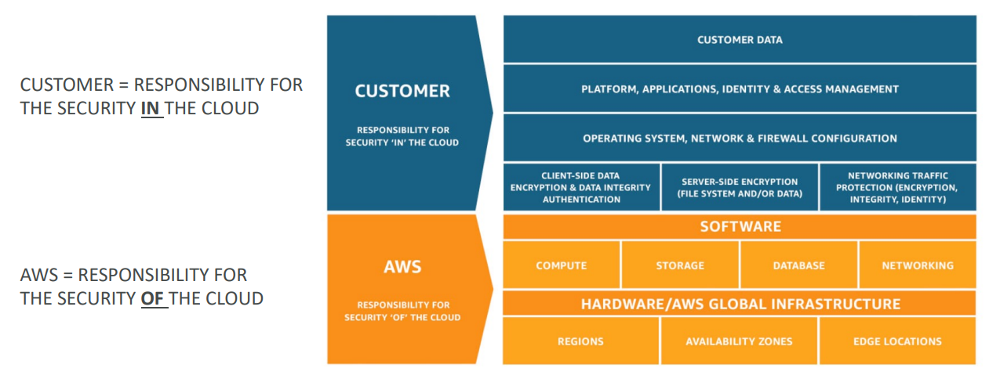 CUSTOMER = RESPONSIBILITY FOR
THE SECURITY IN THE CLOUD
CUSTOMER
RESPONSIBILITY FOR
SECURITY ‘IN’ THE CLOUD
CUSTOMER DATA
PLATFORM, APPLICATIONS, IDENTITY & ACCESS MANAGEMENT
OPERATING SYSTEM, NETWORK & FIREWALL CONFIGURATION
CLIENT-SIDE DATA
ENCRYPTION & DATA INTEGRITY
AUTHENTICATION
SERVER-SIDE ENCRYPTION
(FILE SYSTEM AND/OR DATA)
NETWORKING TRAFFIC
PROTECTION (ENCRYPTION,
INTEGRITY, IDENTITY)
AWS = RESPONSIBILITY FOR
THE SECURITY OF THE CLOUD
AWS
RESPONSIBILITY FOR
SECURITY ‘OF’ THE CLOUD
SOFTWARE
COMPUTE
STORAGE
DATABASE
NETWORKING
HARDWARE/AWS GLOBAL INFRASTRUCTURE
REGIONS
AVAILABILITY ZONES
EDGE LOCATIONS